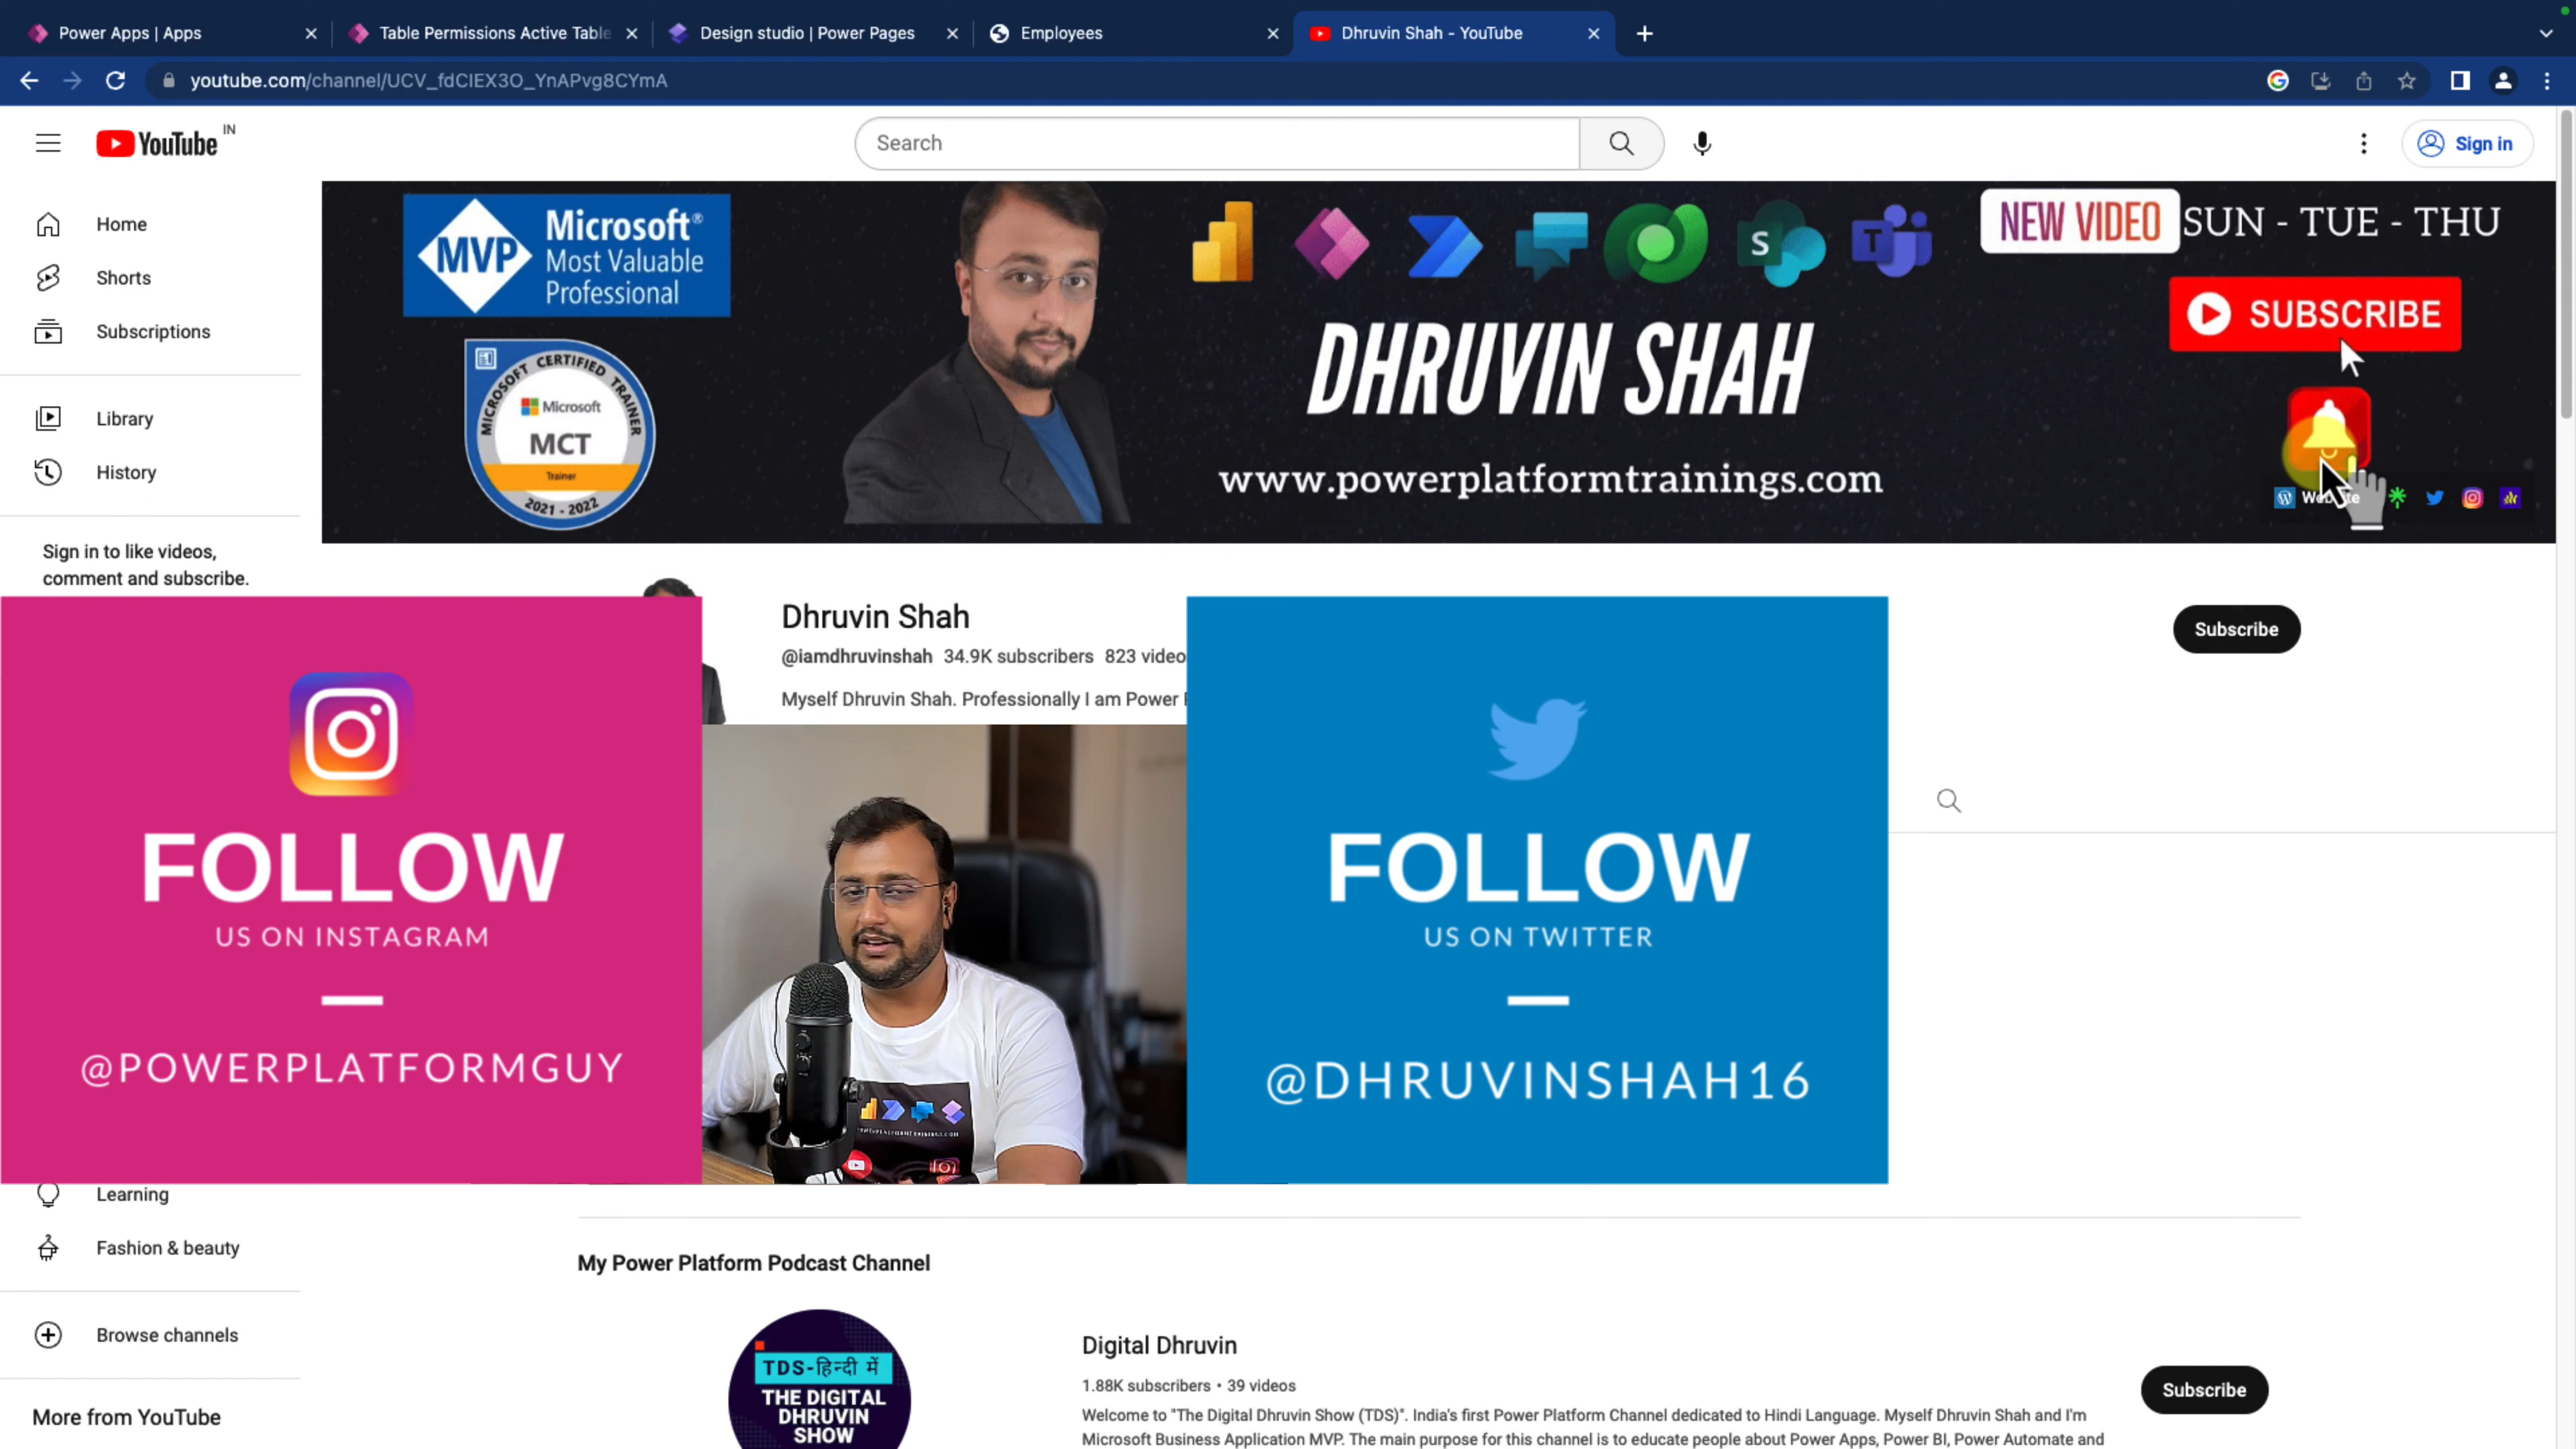 Power Apps | Apps
Table Permissions Active Table
Design studio | Power Pages
Employees
Dhruvin Shah - YouTube
youtube.com/channel/UCV_fdCIEX3O_YnAPvg8CYmA
YouTube IN
Search
Sign in
Home
Shorts
Subscriptions
Library
History
Sign in to like videos,
comment and subscribe.
MVP
Microsoft®
Most Valuable
Professional
MICROSOFT CERTIFIED TRAINER
Microsoft
MCT
Trainer
2021 - 2022
S
T
DHRUVIN SHAH
www.powerplatformtrainings.com
NEW VIDEO SUN - TUE - THU
SUBSCRIBE
Dhruvin Shah
@iamdhruvinshah 34.9K subscribers 823 video
Myself Dhruvin Shah. Professionally I am Power
Subscribe
FOLLOW
US ON INSTAGRAM
@POWERPLATFORMGUY
FOLLOW
US ON TWITTER
@DHRUVINSHAH16
Learning
Fashion & beauty
Browse channels
More from YouTube
My Power Platform Podcast Channel
TDS-हिन्दी में
THE DIGITAL
DHRUVIN
SHOW
Digital Dhruvin
1.88K subscribers • 39 videos
Welcome to "The Digital Dhruvin Show (TDS)". India's first Power Platform Channel dedicated to Hindi Language. Myself Dhruvin Shah and I'm
Microsoft Business Application MVP. The main purpose for this channel is to educate people about Power Apps, Power BI, Power Automate and
Subscribe